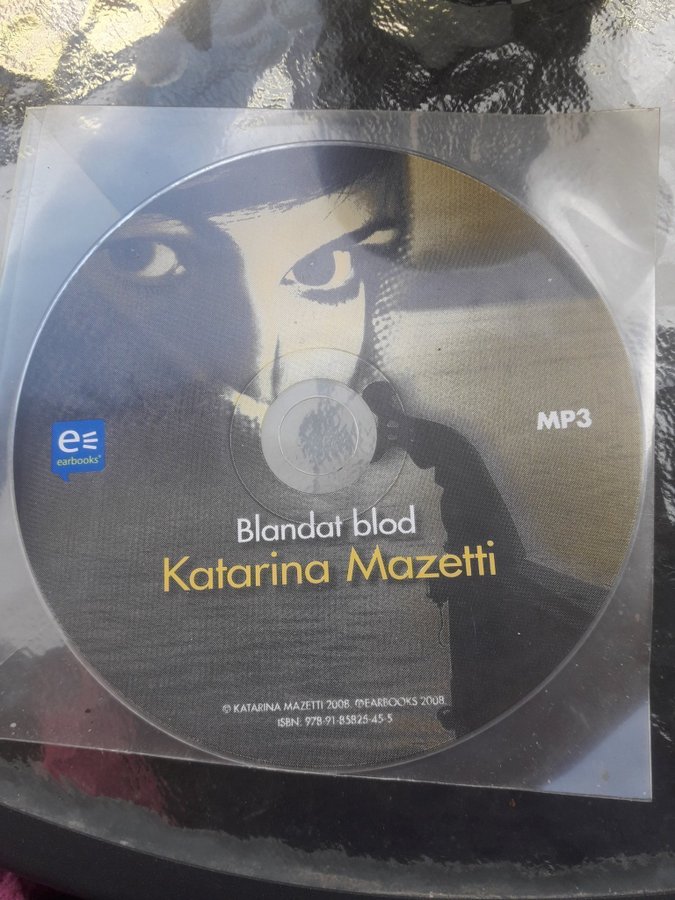 MP3
e
earbooks®
Blandat blod
Katarina Mazetti
© KATARINA MAZETTI 2008. ℗EARBOOKS 2008.
ISBN: 978-91-85825-45-5